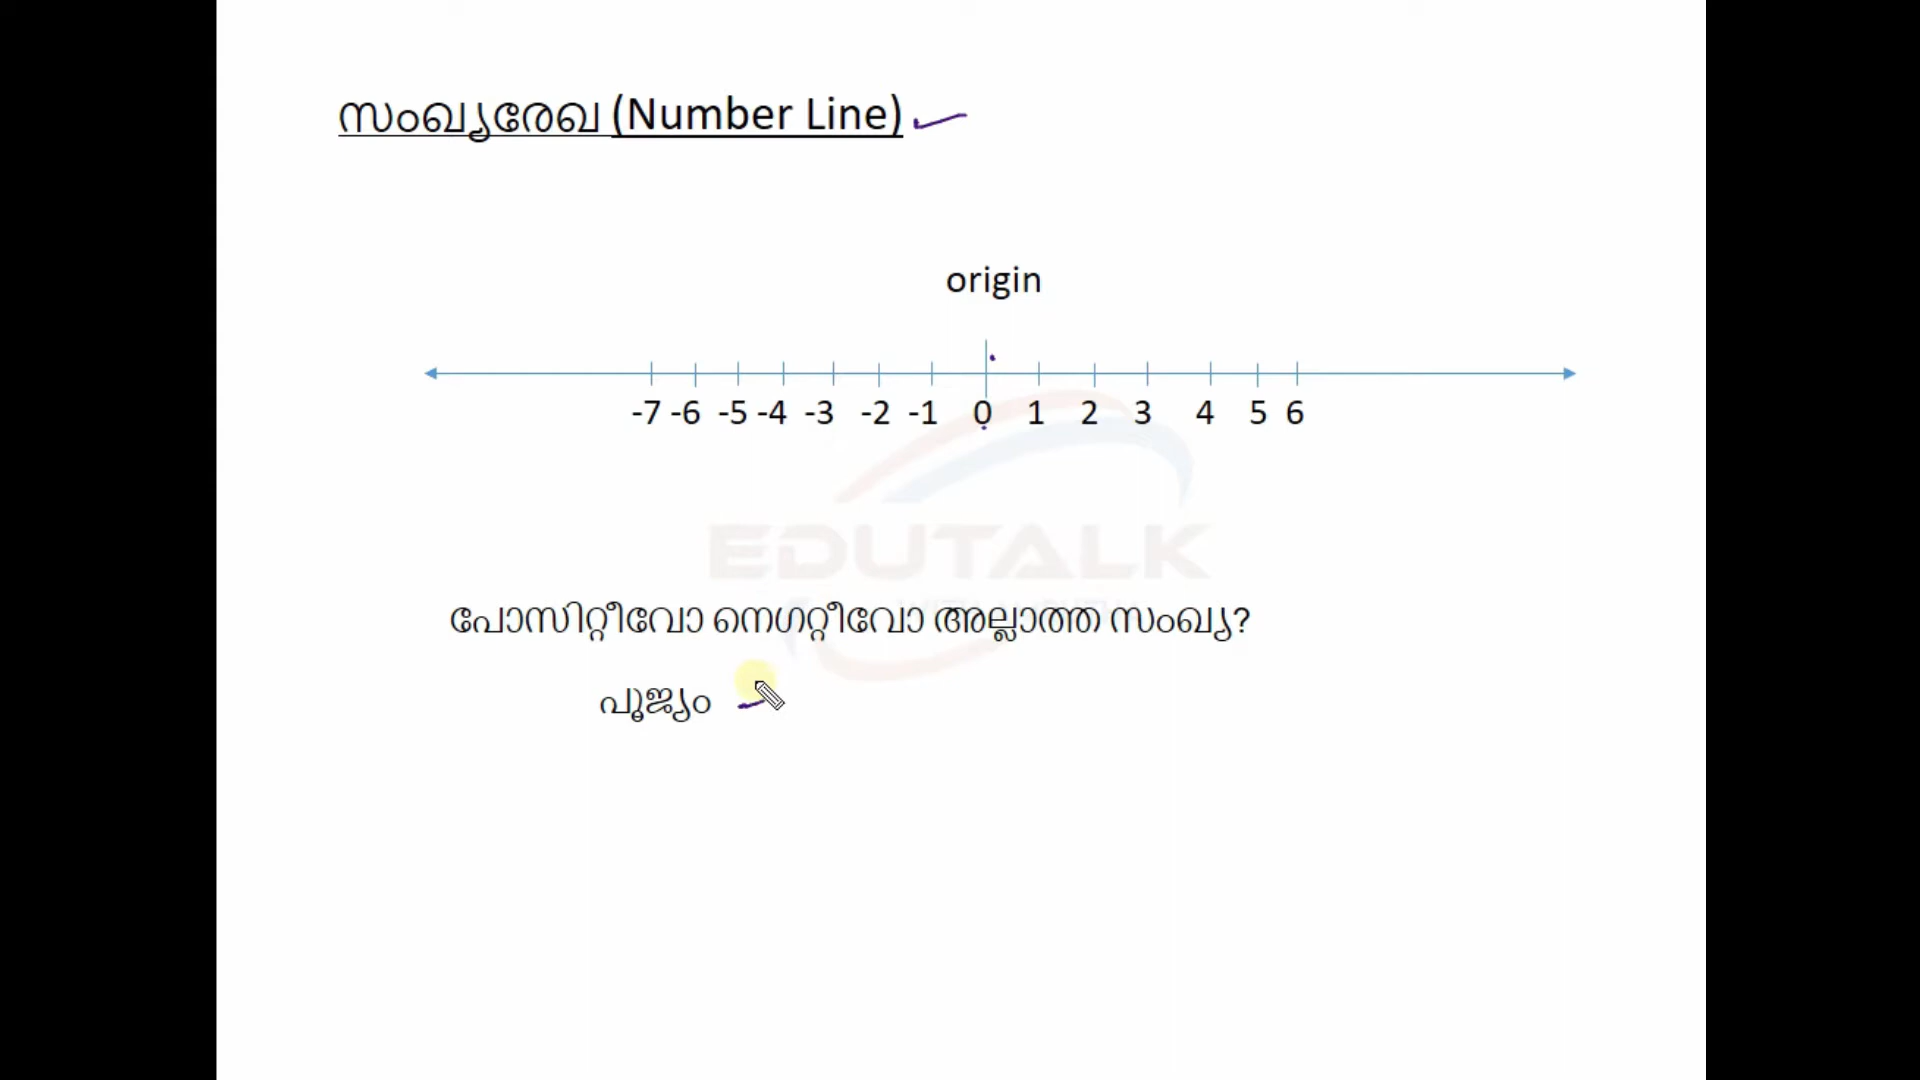 സംഖ്യരേഖ (Number Line)
origin
-7 -6 -5 -4 -3 -2 -1 0 1 2 3 4 5 6
EDUTALK
പോസിറ്റീവോ നെഗറ്റീവോ അല്ലാത്ത സംഖ്യ?
പൂജ്യം